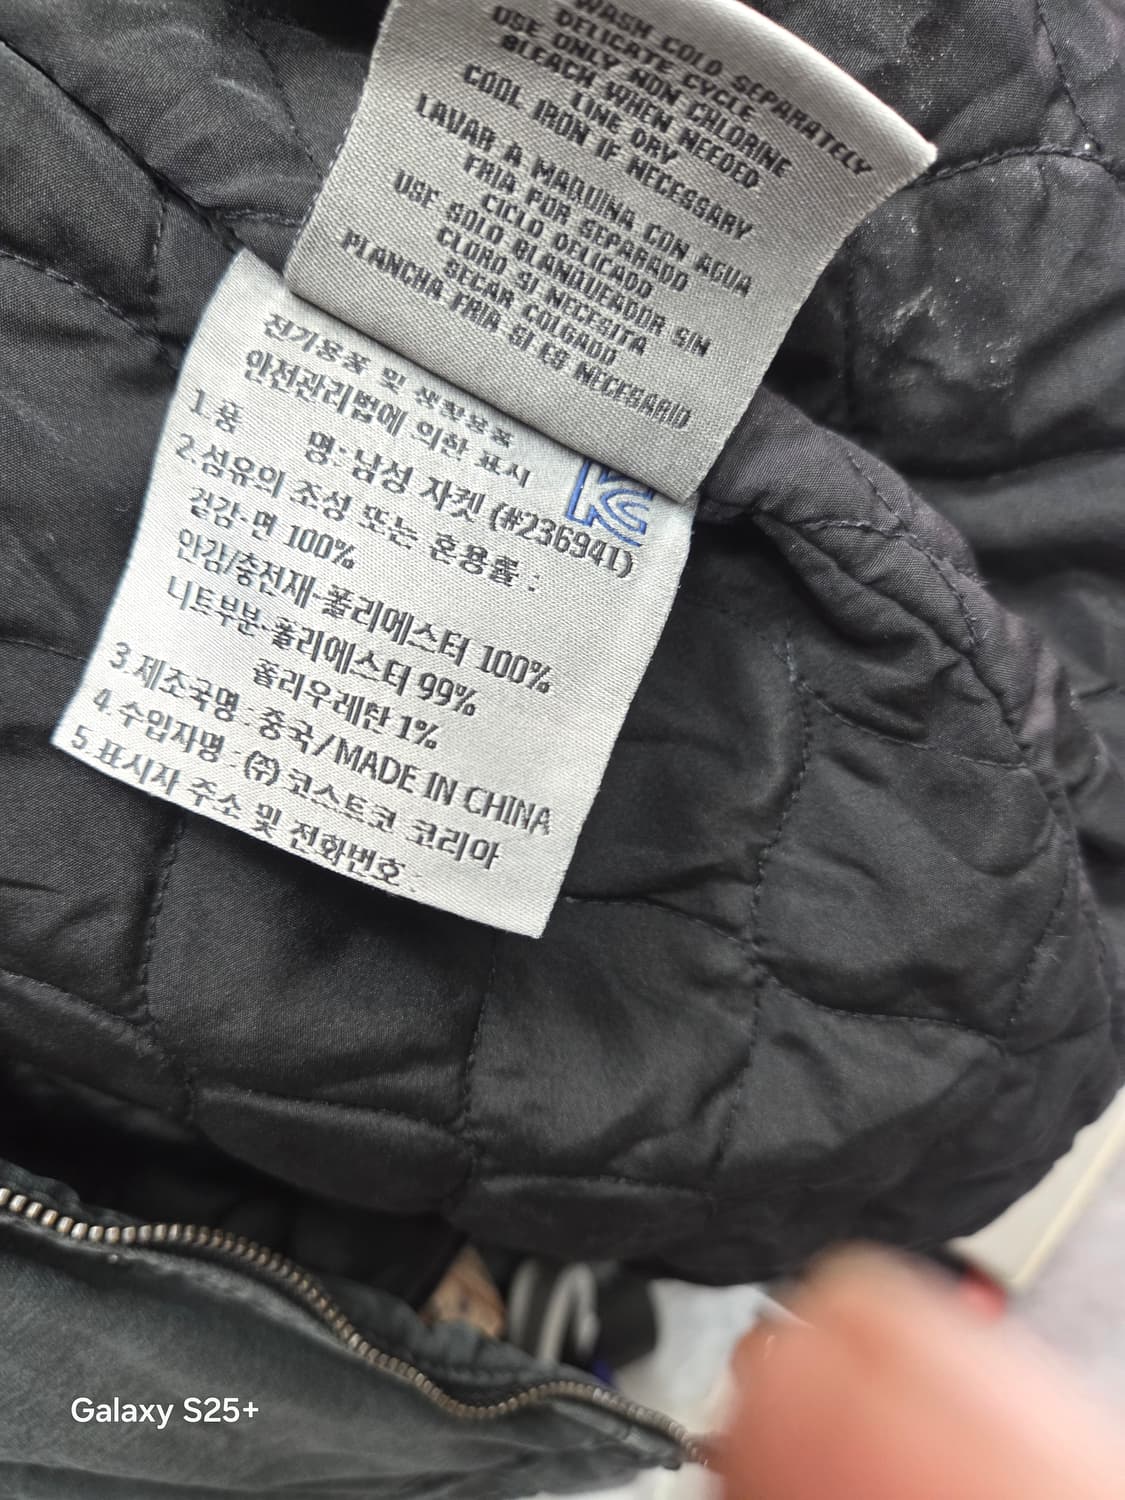 WASH COLD SEPARATELY
DELICATE CYCLE
USE ONLY NON CHLORINE
BLEACH WHEN NEEDED.
LINE DRY
COOL IRON IF NECESSARY
LAVAR A MAQUINA CON AGUA
FRIA POR SEPARADO
CICLO DELICADO
USE SOLO BLANQUEADOR SIN
CLORO SI NECESITA
SECAR COLGADO
PLANCHA FRIA SI ES NECESARIO
전기용품 및 생활용품
안전관리법에 의한 표시
1.품 명: 남성 자켓 (#236941)
2.섬유의 조성 또는 혼용률 :
겉감-면 100%
안감/충전재-폴리에스터 100%
니트부분-폴리에스터 99%
폴리우레탄 1%
3.제조국명 : 중국/MADE IN CHINA
4.수입자명 : (주) 코스트코 코리아
5.표시자 주소 및 전화번호 :
Galaxy S25+